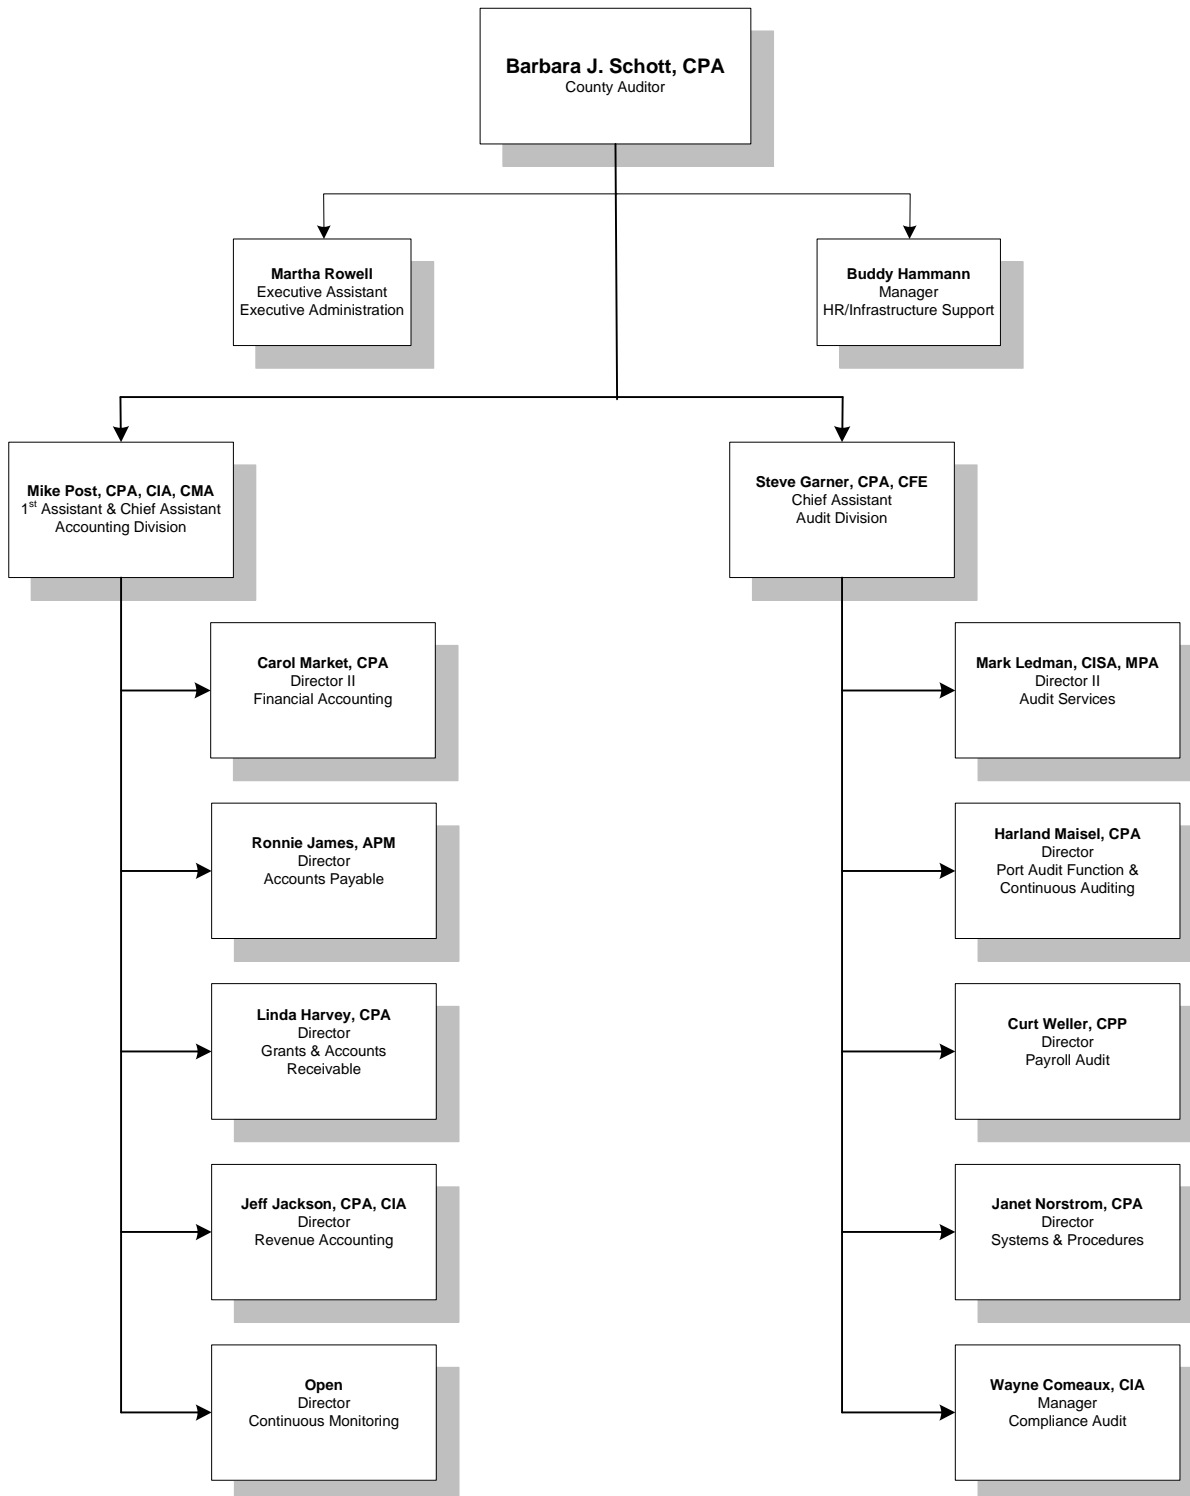 Barbara J. Schott, CPA
County Auditor
Martha Rowell
Executive Assistant
Executive Administration
Buddy Hammann
Manager
HR/Infrastructure Support
Mike Post, CPA, CIA, CMA
1st Assistant & Chief Assistant
Accounting Division
Steve Garner, CPA, CFE
Chief Assistant
Audit Division
Carol Market, CPA
Director II
Financial Accounting
Mark Ledman, CISA, MPA
Director II
Audit Services
Ronnie James, APM
Director
Accounts Payable
Harland Maisel, CPA
Director
Port Audit Function &
Continuous Auditing
Linda Harvey, CPA
Director
Grants & Accounts
Receivable
Curt Weller, CPP
Director
Payroll Audit
Jeff Jackson, CPA, CIA
Director
Revenue Accounting
Janet Norstrom, CPA
Director
Systems & Procedures
Open
Director
Continuous Monitoring
Wayne Comeaux, CIA
Manager
Compliance Audit